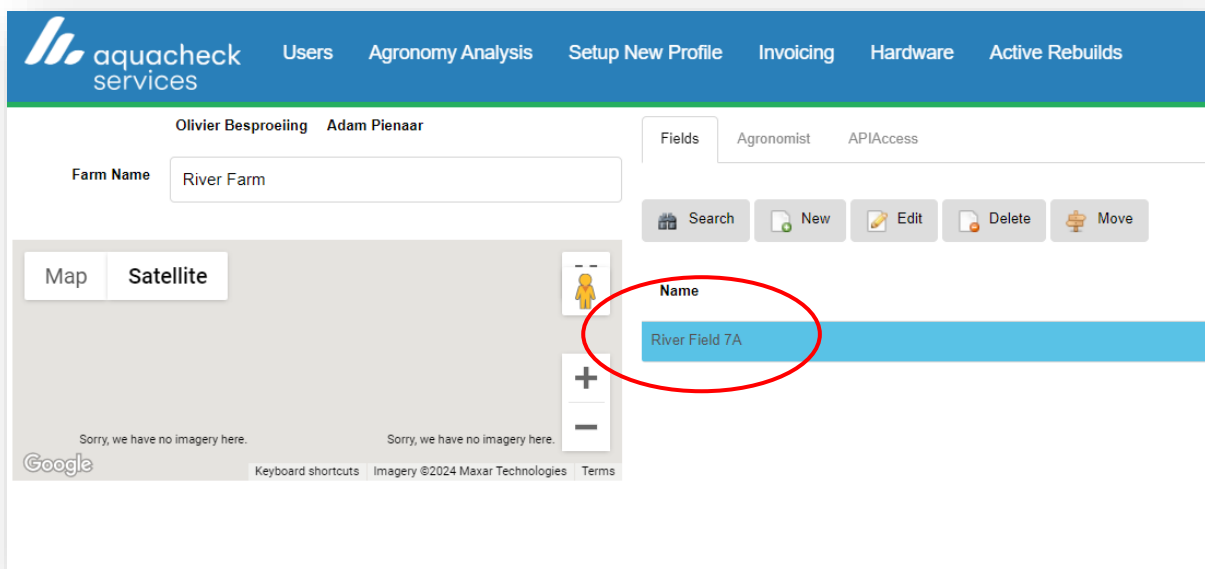 aquacheck
services
Users Agronomy Analysis Setup New Profile Invoicing Hardware Active Rebuilds
Olivier Besproeiing Adam Pienaar
Farm Name River Farm
Map Satellite
Sorry, we have no imagery here. Sorry, we have no imagery here.
Google
Keyboard shortcuts Imagery ©2024 Maxar Technologies Terms
Fields Agronomist APIAccess
Search New Edit Delete Move
Name
River Field 7A